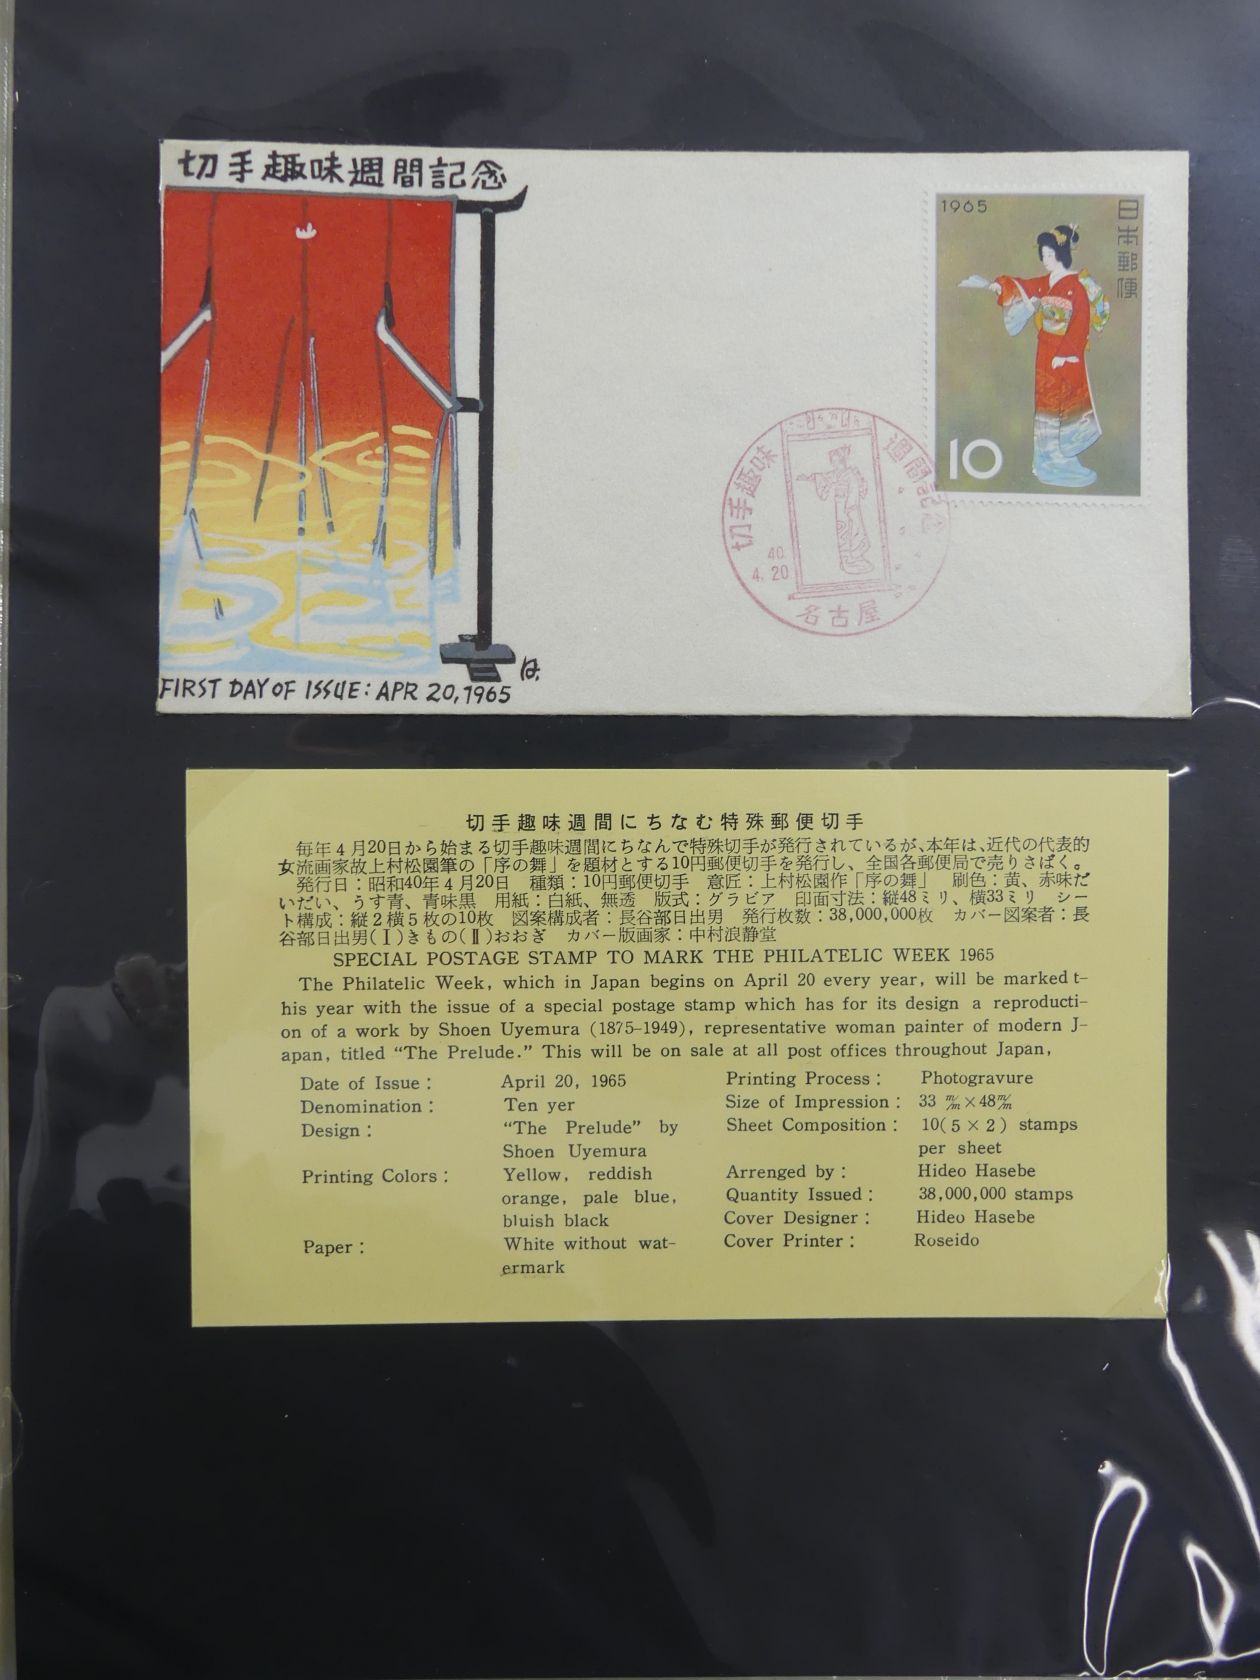 切手趣味週間記念
1965
日本郵便
10
切手趣味週間記念
40.
4.20
名古屋
は.
FIRST DAY OF ISSUE: APR 20, 1965
切手趣味週間にちなむ特殊郵便切手
毎年4月20日から始まる切手趣味週間にちなんで特殊切手が発行されているが、本年は、近代の代表的
女流画家故上村松園筆の「序の舞」を題材とする10円郵便切手を発行し、全国各郵便局で売りさばく。
発行日：昭和40年4月20日　種類：10円郵便切手　意匠：上村松園作「序の舞」　刷色：黄、赤味だ
いだい、うす青、青味黒　用紙：白紙、無透　版式：グラビア　印面寸法：縦48ミリ、横33ミリ　シー
ト構成：縦2横5枚の10枚　図案構成者：長谷部日出男　発行枚数：38,000,000枚　カバー図案者：長
谷部日出男(Ⅰ)きもの(Ⅱ)おおぎ　カバー版画家：中村浪静堂
SPECIAL POSTAGE STAMP TO MARK THE PHILATELIC WEEK 1965
The Philatelic Week, which in Japan begins on April 20 every year, will be marked t-
his year with the issue of a special postage stamp which has for its design a reproducti-
on of a work by Shoen Uyemura (1875-1949), representative woman painter of modern J-
apan, titled “The Prelude.” This will be on sale at all post offices throughout Japan,
Date of Issue: April 20, 1965 Printing Process: Photogravure
Denomination: Ten yer Size of Impression: 33 m/m×48m/m
Design: “The Prelude” by Sheet Composition: 10(5×2) stamps
Shoen Uyemura per sheet
Printing Colors: Yellow, reddish Arrenged by: Hideo Hasebe
orange, pale blue, Quantity Issued: 38,000,000 stamps
bluish black Cover Designer: Hideo Hasebe
Paper: White without wat- Cover Printer: Roseido
ermark